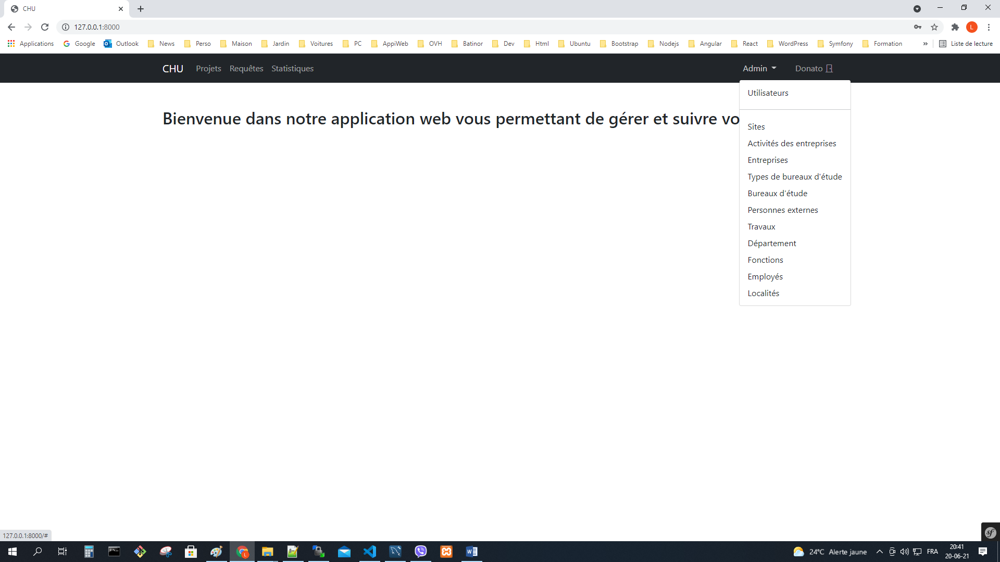 CHU
127.0.0.1:8000
L
Applications Google Outlook News Perso Maison Jardin Voitures PC AppiWeb OVH Batinor Dev Html Ubuntu Bootstrap Nodejs Angular React WordPress Symfony Formation » Liste de lecture
CHU Projets Requêtes Statistiques Admin Donato
Utilisateurs
Bienvenue dans notre application web vous permettant de gérer et suivre vo
Sites
Activités des entreprises
Entreprises
Types de bureaux d'étude
Bureaux d'étude
Personnes externes
Travaux
Département
Fonctions
Employés
Localités
127.0.0.1:8000/#
sf
24°C Alerte jaune FRA 20:41
20-06-21